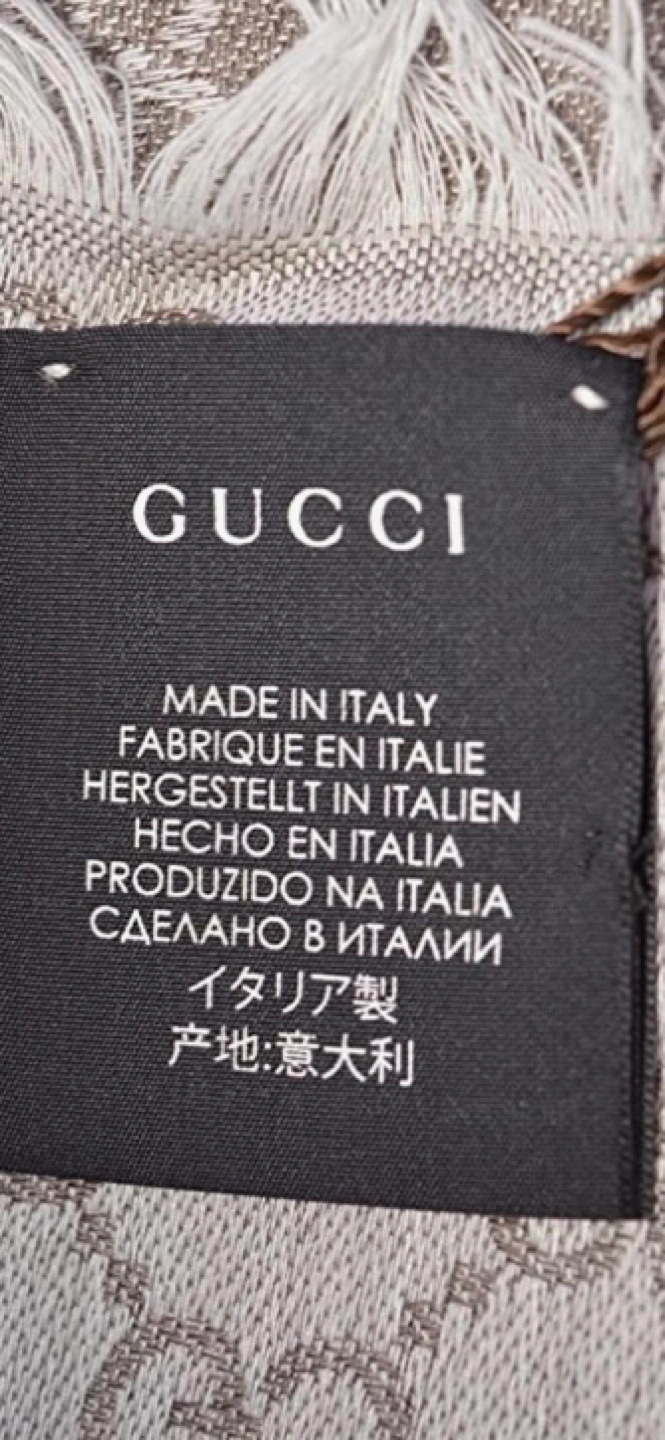 GUCCI
MADE IN ITALY
FABRIQUE EN ITALIE
HERGESTELLT IN ITALIEN
HECHO EN ITALIA
PRODUZIDO NA ITALIA
СДЕЛАНО В ИТАЛИИ
イタリア製
产地:意大利